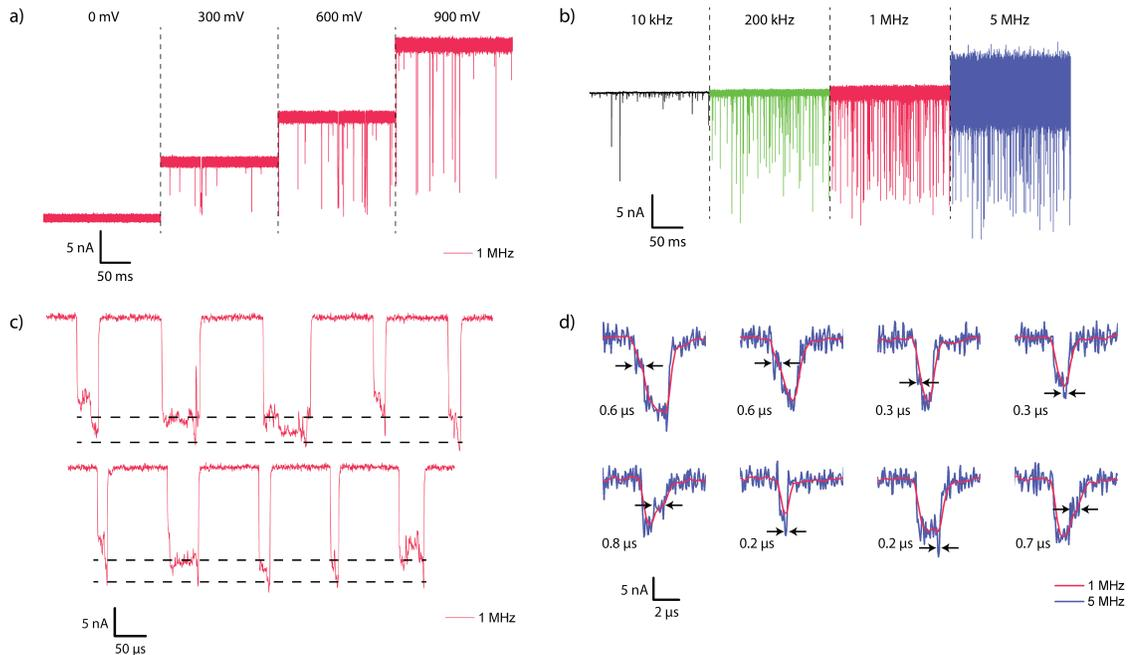 a)
0 mV
300 mV
600 mV
900 mV
5 nA
50 ms
1 MHz
b)
10 kHz
200 kHz
1 MHz
5 MHz
5 nA
50 ms
c)
5 nA
50 µs
1 MHz
d)
0.6 µs
0.6 µs
0.3 µs
0.3 µs
0.8 µs
0.2 µs
0.2 µs
0.7 µs
5 nA
2 µs
1 MHz
5 MHz